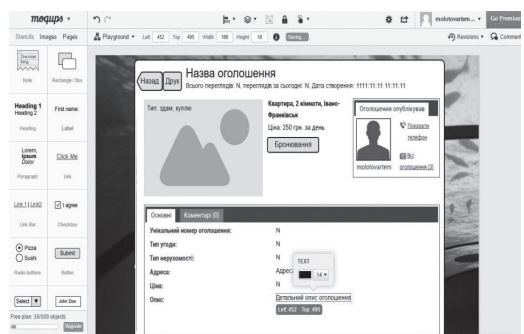 moqups
molotovarten...
Go Premium
Stencils Images Pages
Playground
Left 452 Top 495 Width 188 Height 18
Saving...
Revisions
Comment
Note
Rectangle / Box
Heading 1
Heading 2
Heading
First name:
Label
Lorem,
Ipsum
Dolor
Paragraph
Click Me
Link
Link 1 | Link2
Link Bar
I agree
Checkbox
Pizza
Sushi
Radio buttons
Submit
Button
Select
John Doe
Free plan: 30/300 objects
Upgrade
Назад
Друк
Назва оголошення
Всього переглядів: N, переглядів за сьогодні: N. Дата створення: 1111:11.11 11:11:11
Тип: здам, куплю
Квартира, 2 кімнати, Івано-
Франківськ
Ціна: 250 грн. за день
Бронювання
Оголошення опублікував
molotovartem
Показати
телефон
Всі
оголошення (3)
Основні
Коментарі (0)
Унікальний номер оголошення: N
Тип угоди: N
Тип нерухомості: N
Адреса: Адрес
Ціна: N
Опис: Детальний опис оголошення
TEXT
14
Left: 452 Top: 495